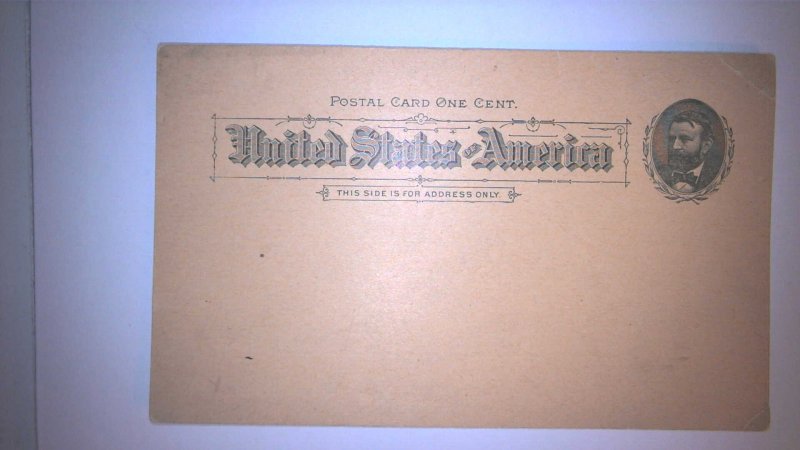 POSTAL CARD ONE CENT.
United States of America
THIS SIDE IS FOR ADDRESS ONLY.